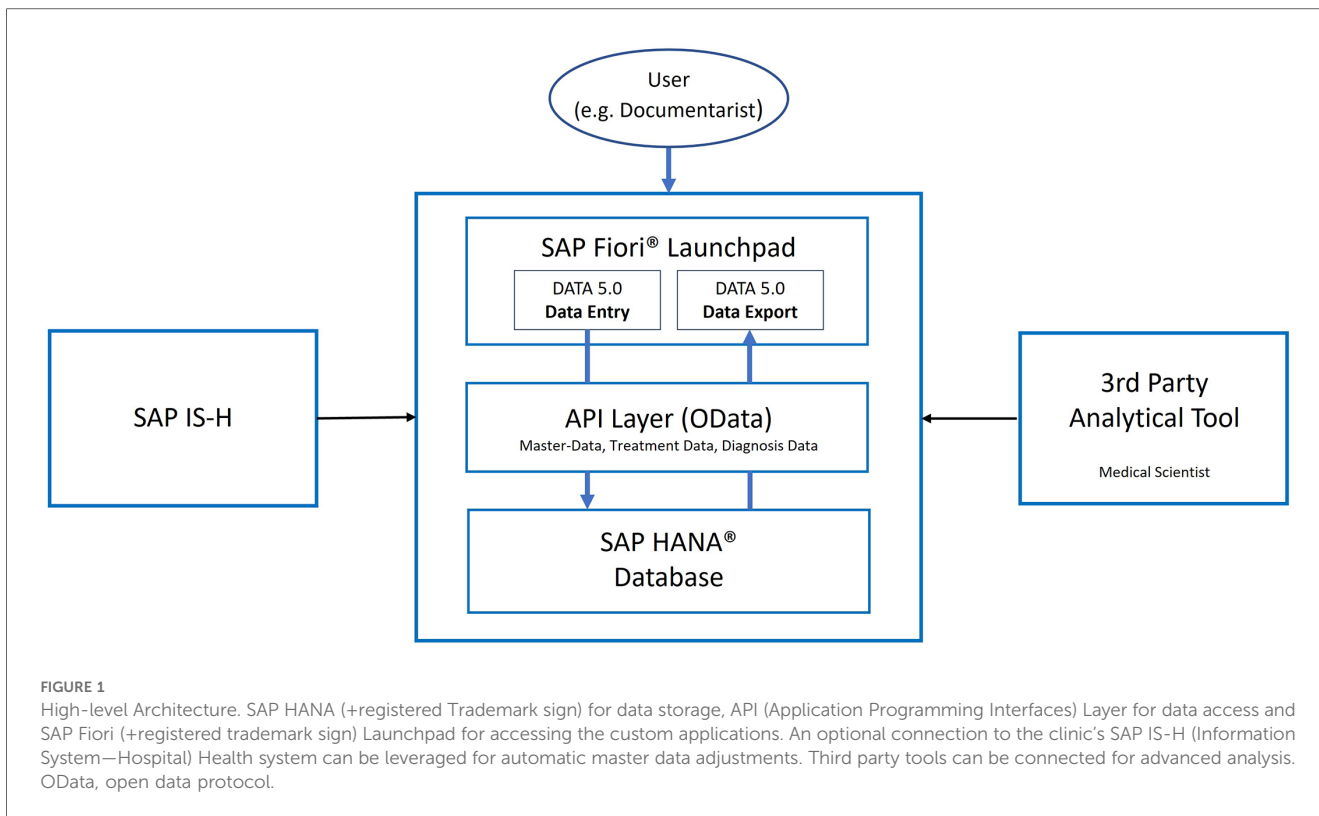 User
(e.g. Documentarist)
SAP Fiori® Launchpad
DATA 5.0
Data Entry
DATA 5.0
Data Export
SAP IS-H
API Layer (OData)
Master-Data, Treatment Data, Diagnosis Data
3rd Party
Analytical Tool
Medical Scientist
SAP HANA®
Database
FIGURE 1
High-level Architecture. SAP HANA (+registered Trademark sign) for data storage, API (Application Programming Interfaces) Layer for data access and
SAP Fiori (+registered trademark sign) Launchpad for accessing the custom applications. An optional connection to the clinic's SAP IS-H (Information
System—Hospital) Health system can be leveraged for automatic master data adjustments. Third party tools can be connected for advanced analysis.
OData, open data protocol.